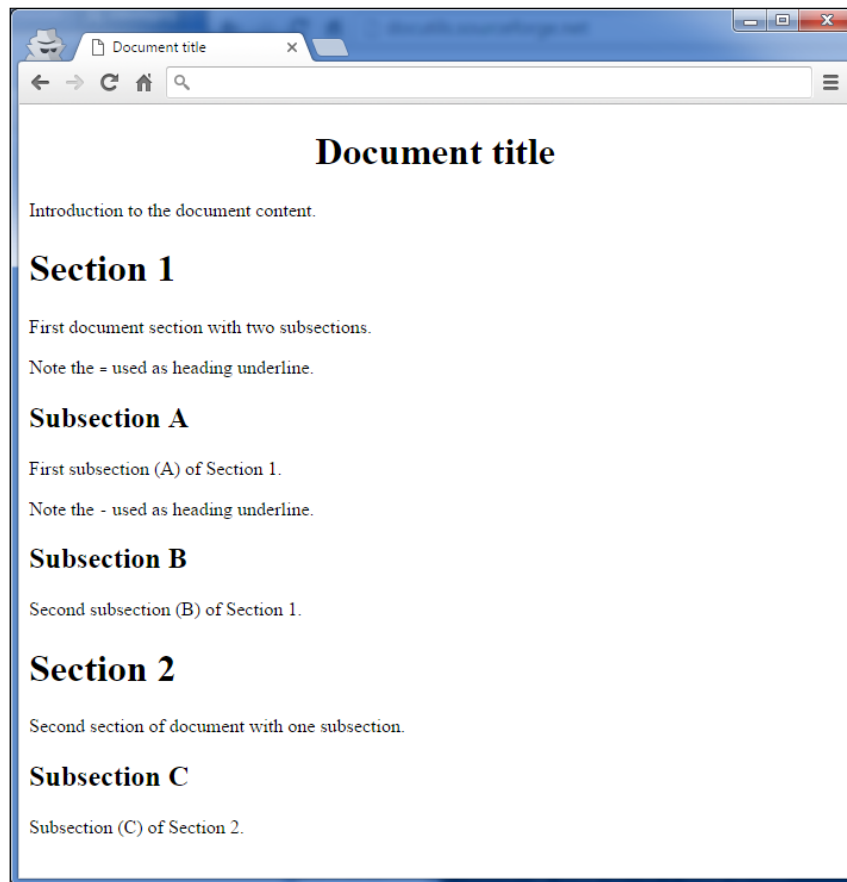 Document title
Document title
Introduction to the document content.
Section 1
First document section with two subsections.
Note the = used as heading underline.
Subsection A
First subsection (A) of Section 1.
Note the - used as heading underline.
Subsection B
Second subsection (B) of Section 1.
Section 2
Second section of document with one subsection.
Subsection C
Subsection (C) of Section 2.